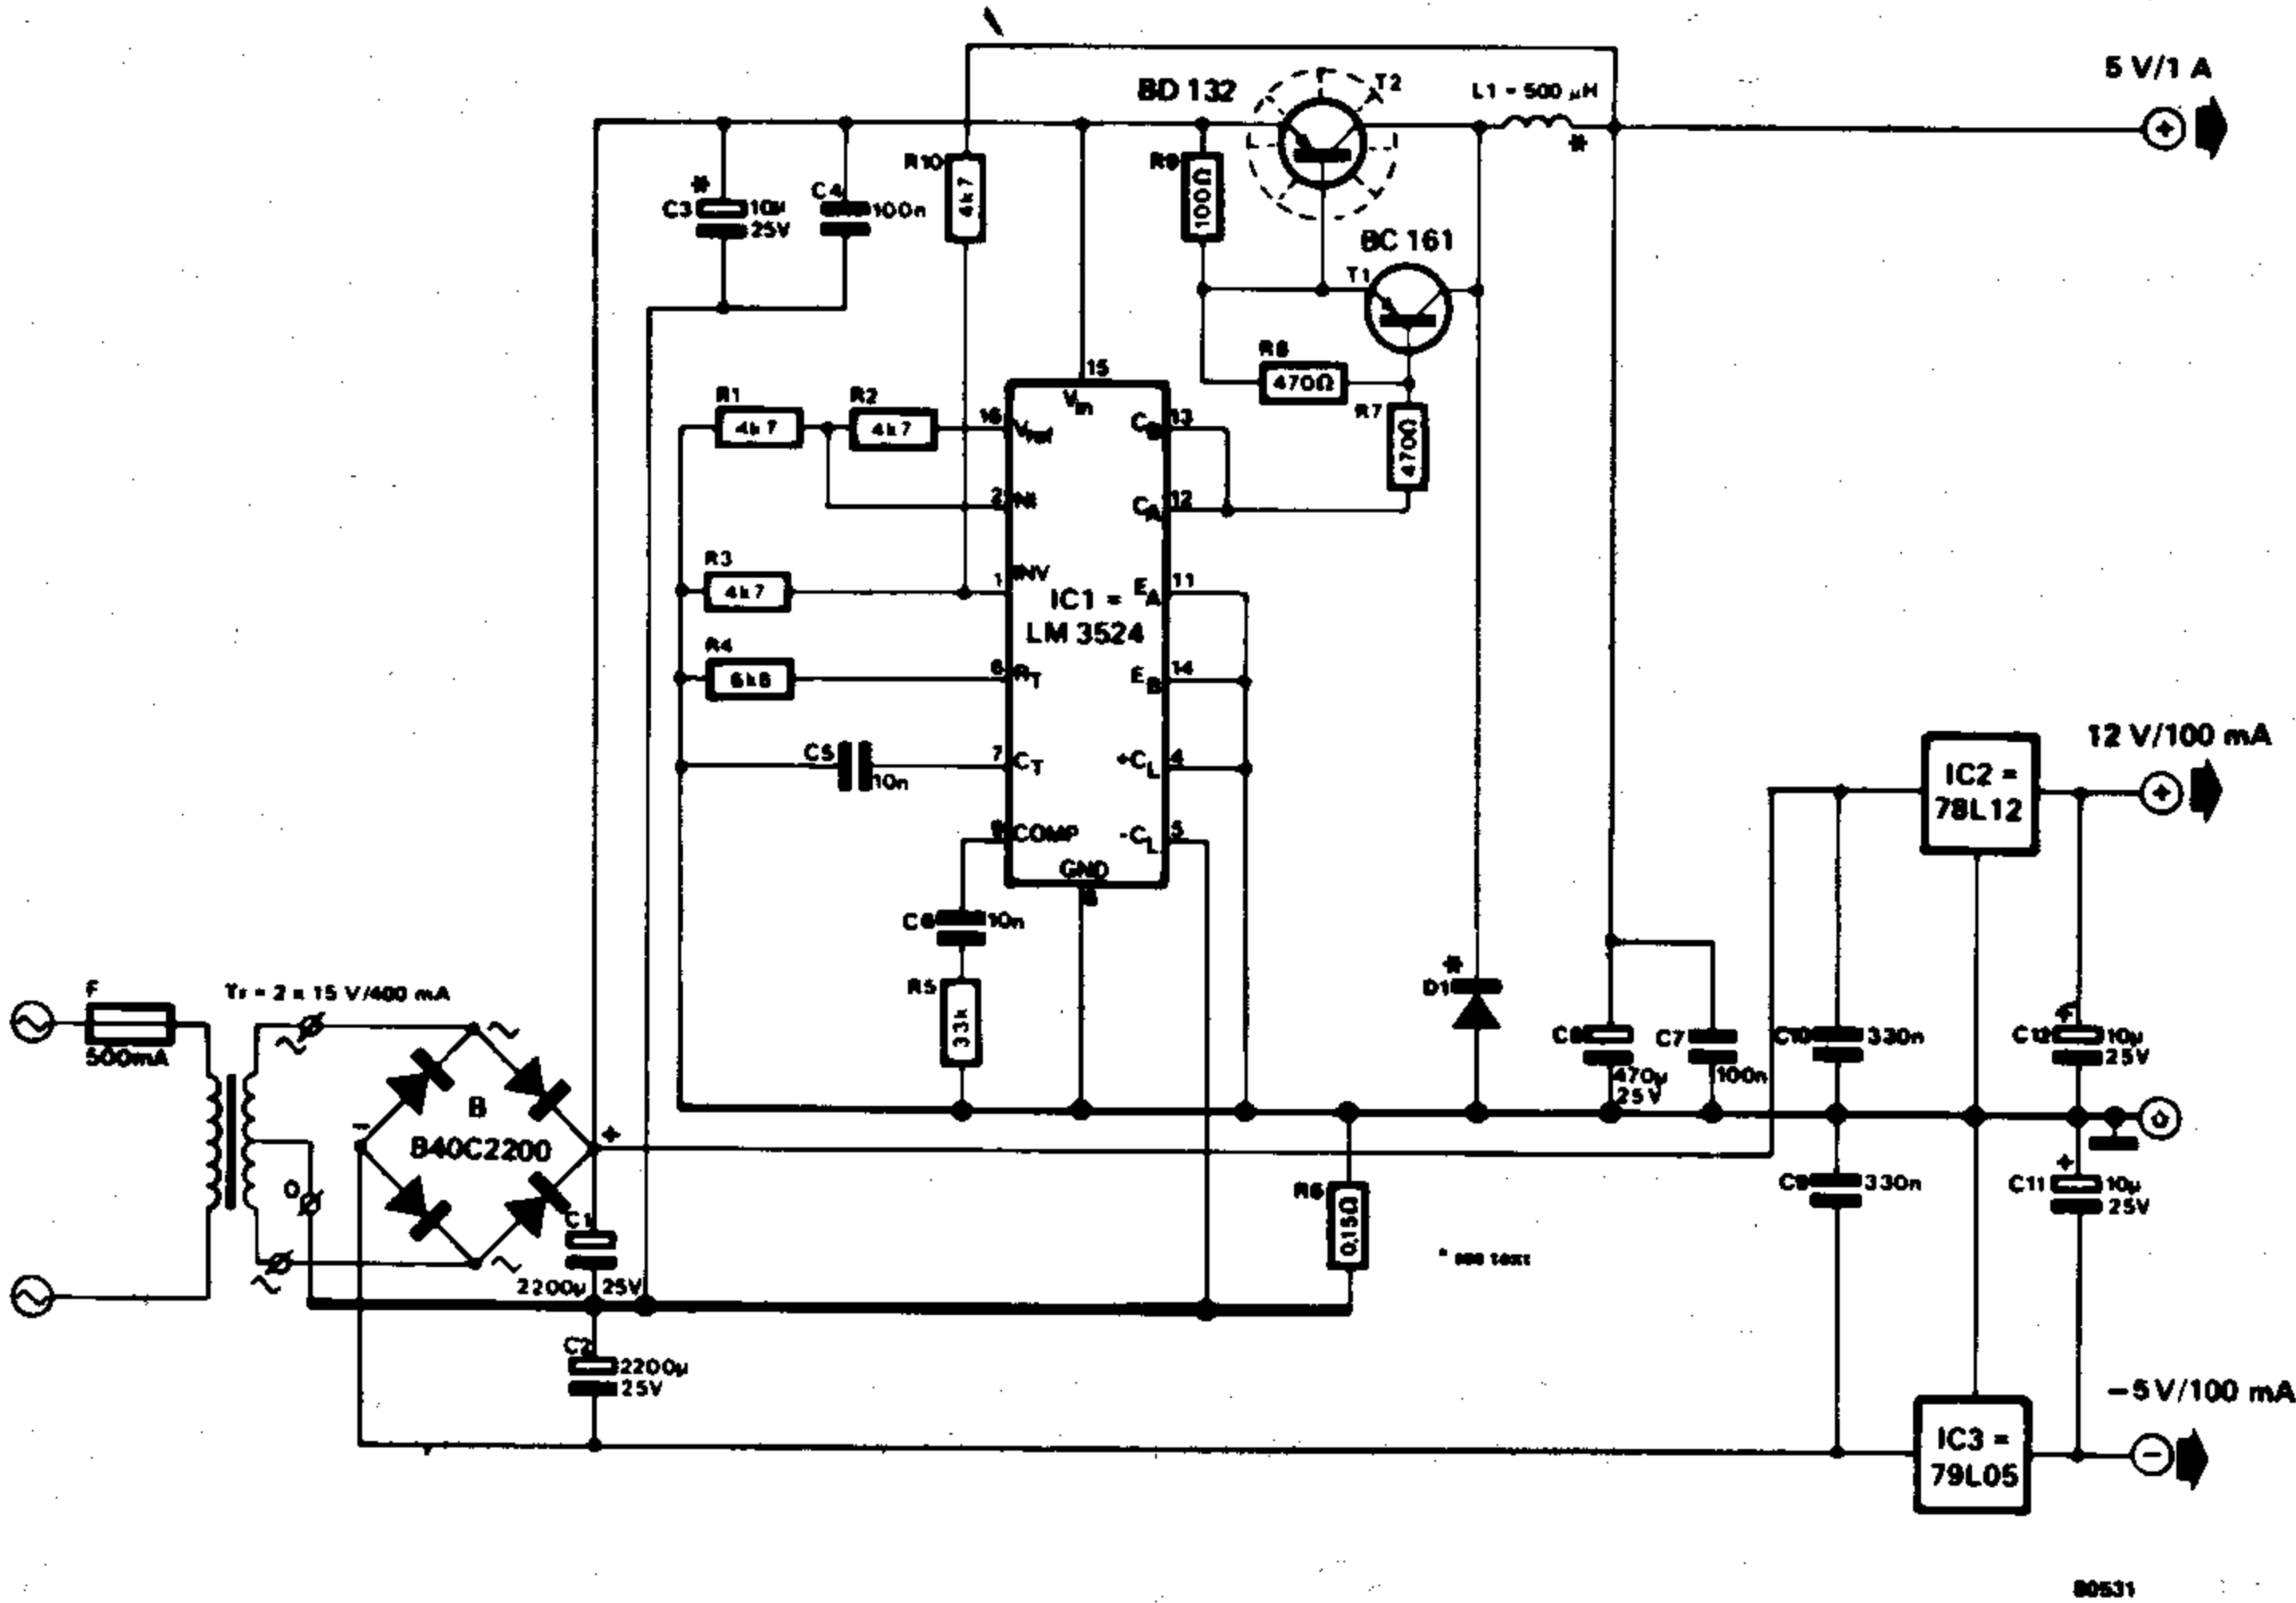 5 V/1 A
BD 132
T2
L1 = 500 µH
*
R10
4k7
R9
100Ω
*
C3
10µ
25V
C4
100n
BC 161
T1
R8
470Ω
R7
470Ω
R1
4k7
R2
4k7
15
Vin
16
Vref
CB
13
2
NI
CA
12
R3
4k7
1
INV
IC1 =
LM 3524
EA
11
R4
6k8
6
RT
EB
14
C5
10n
7
CT
+CL
4
9
COMP
-CL
5
GND
8
C6
10n
R5
33k
12 V/100 mA
+
IC2 =
78L12
*
D1
C8
470µ
25V
C7
100n
C10
330n
+
C12
10µ
25V
F
500mA
Tr = 2 x 15 V/400 mA
~
~
B
B40C2200
−
+
0
~
~
C1
2200µ 25V
R6
0,15Ω
* see text
0
C9
330n
+
C11
10µ
25V
C2
2200µ
25V
−5 V/100 mA
−
IC3 =
79L05
80531